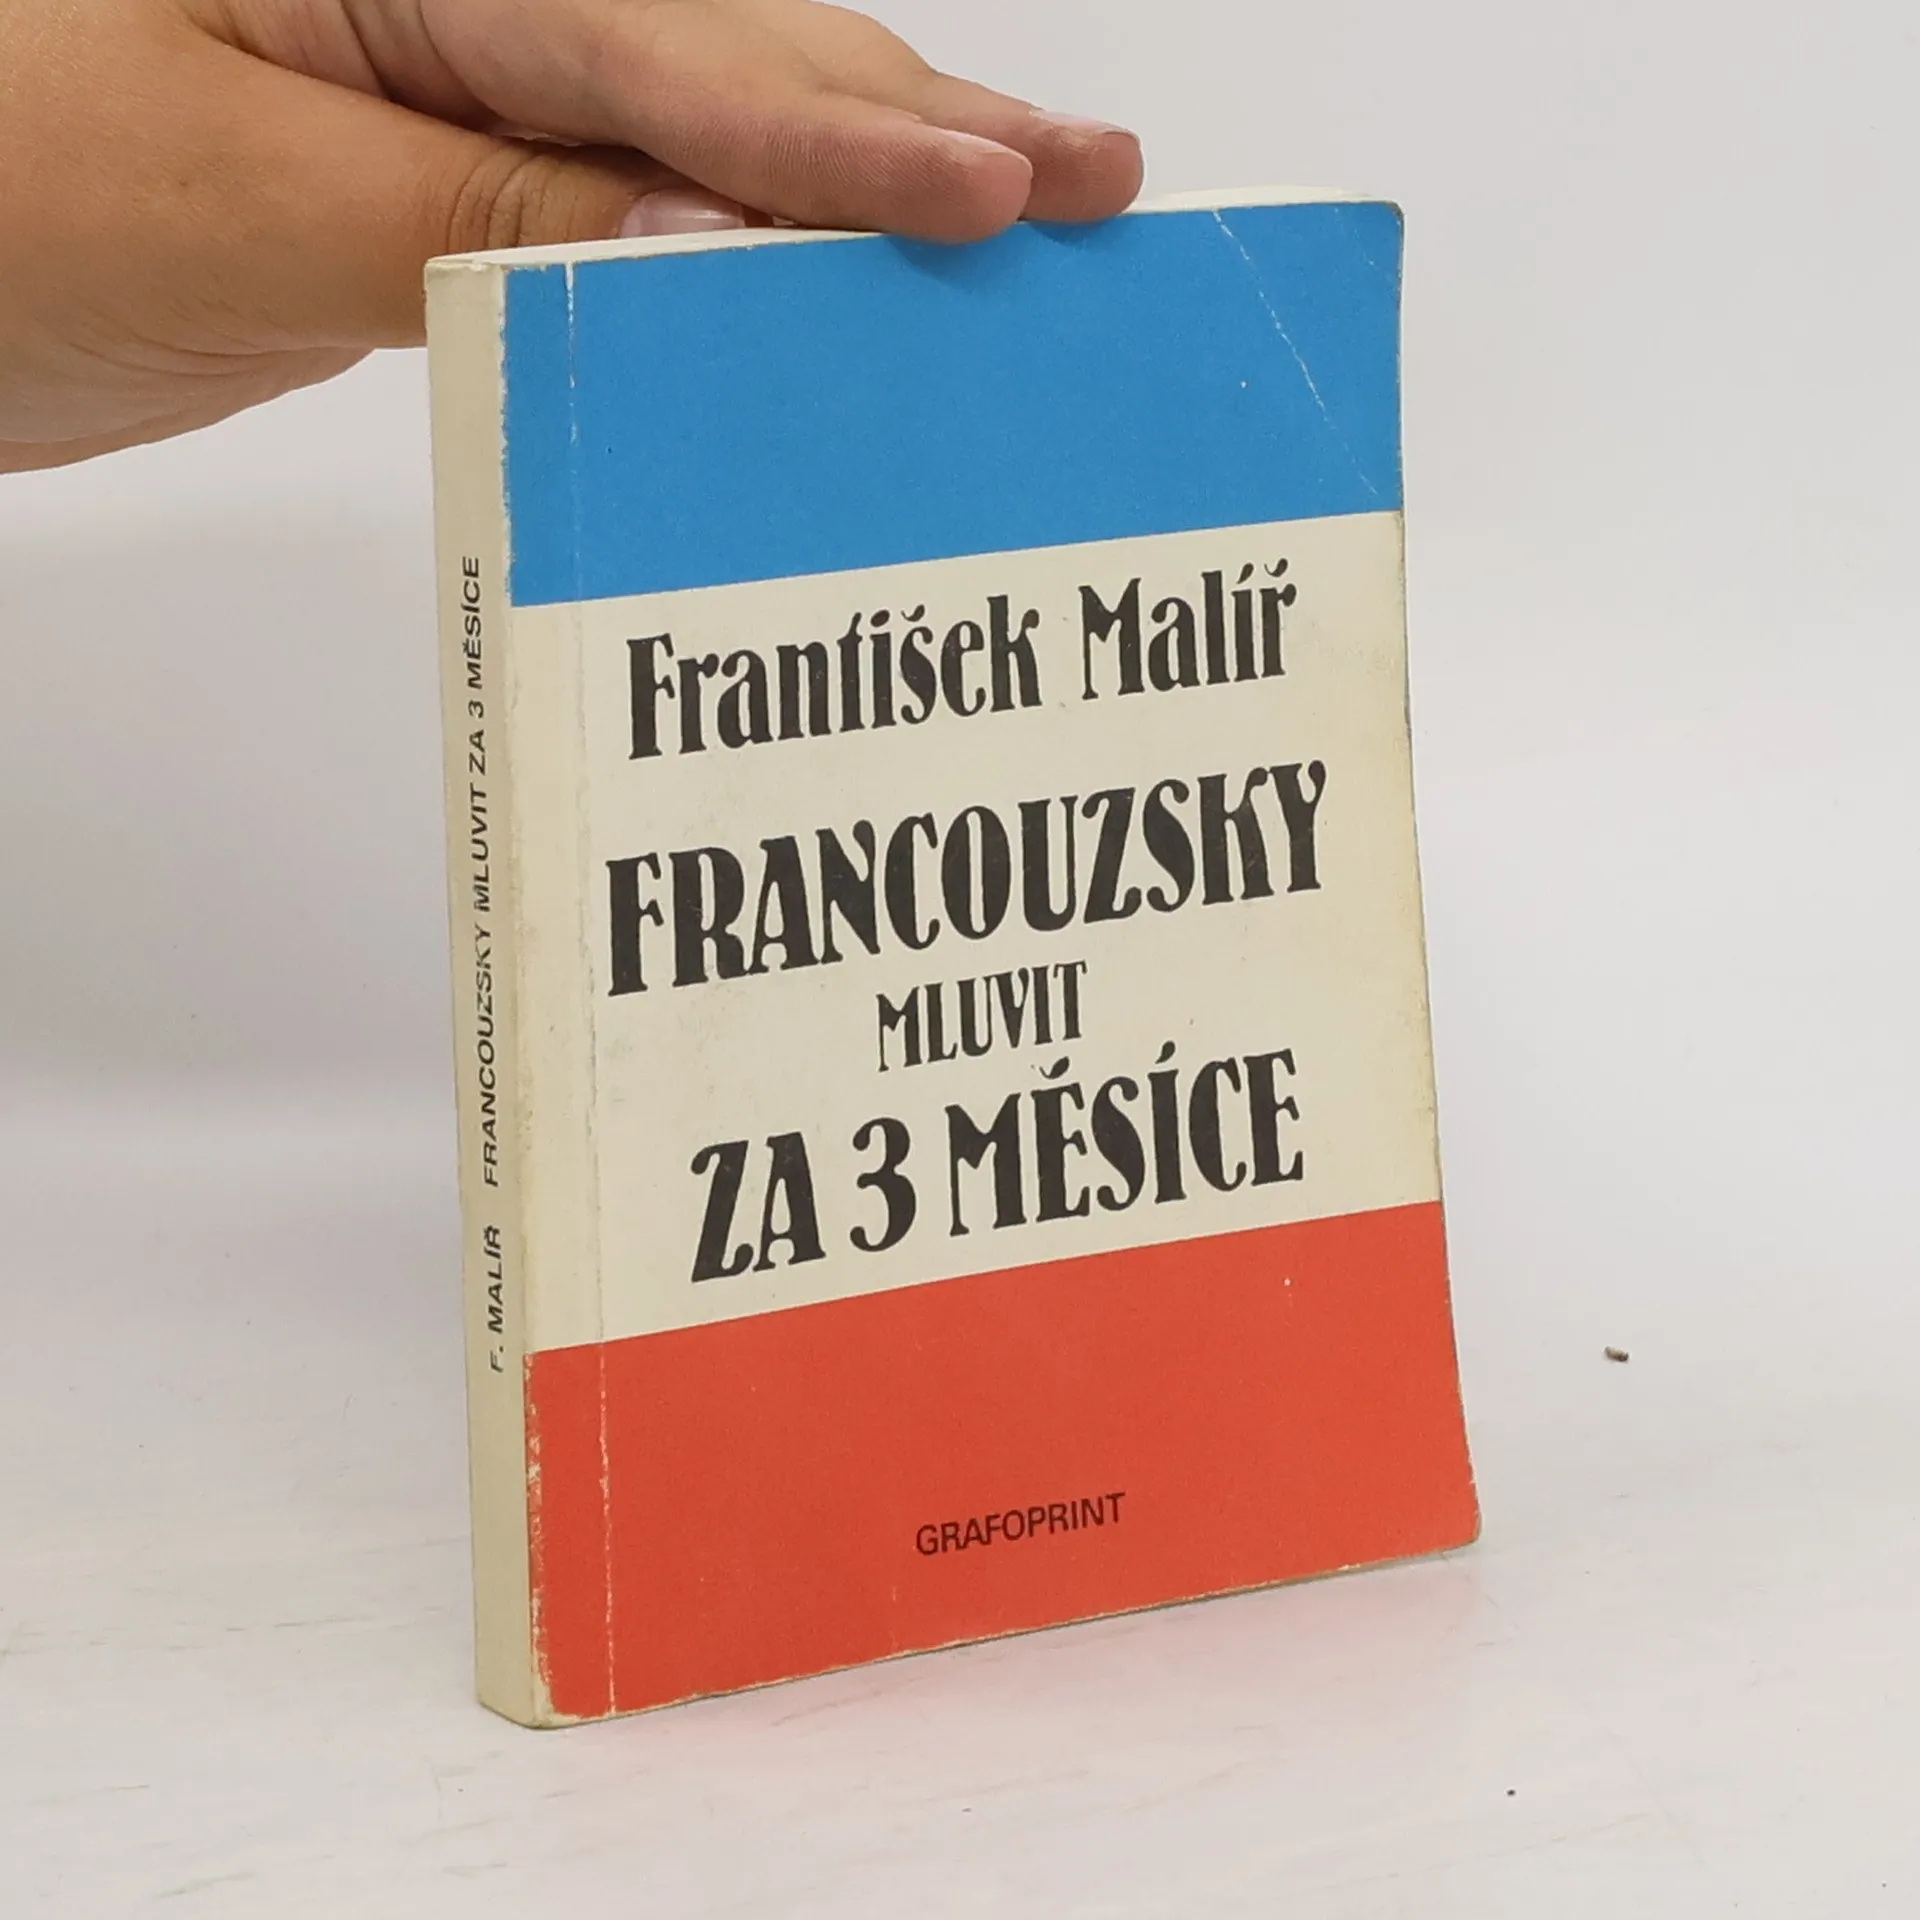 František Malíř
FRANCOUZSKY
MLUVIT
ZA 3 MĚSÍCE
GRAFOPRINT
F. MALÍŘ FRANCOUZSKY MLUVIT ZA 3 MĚSÍCE